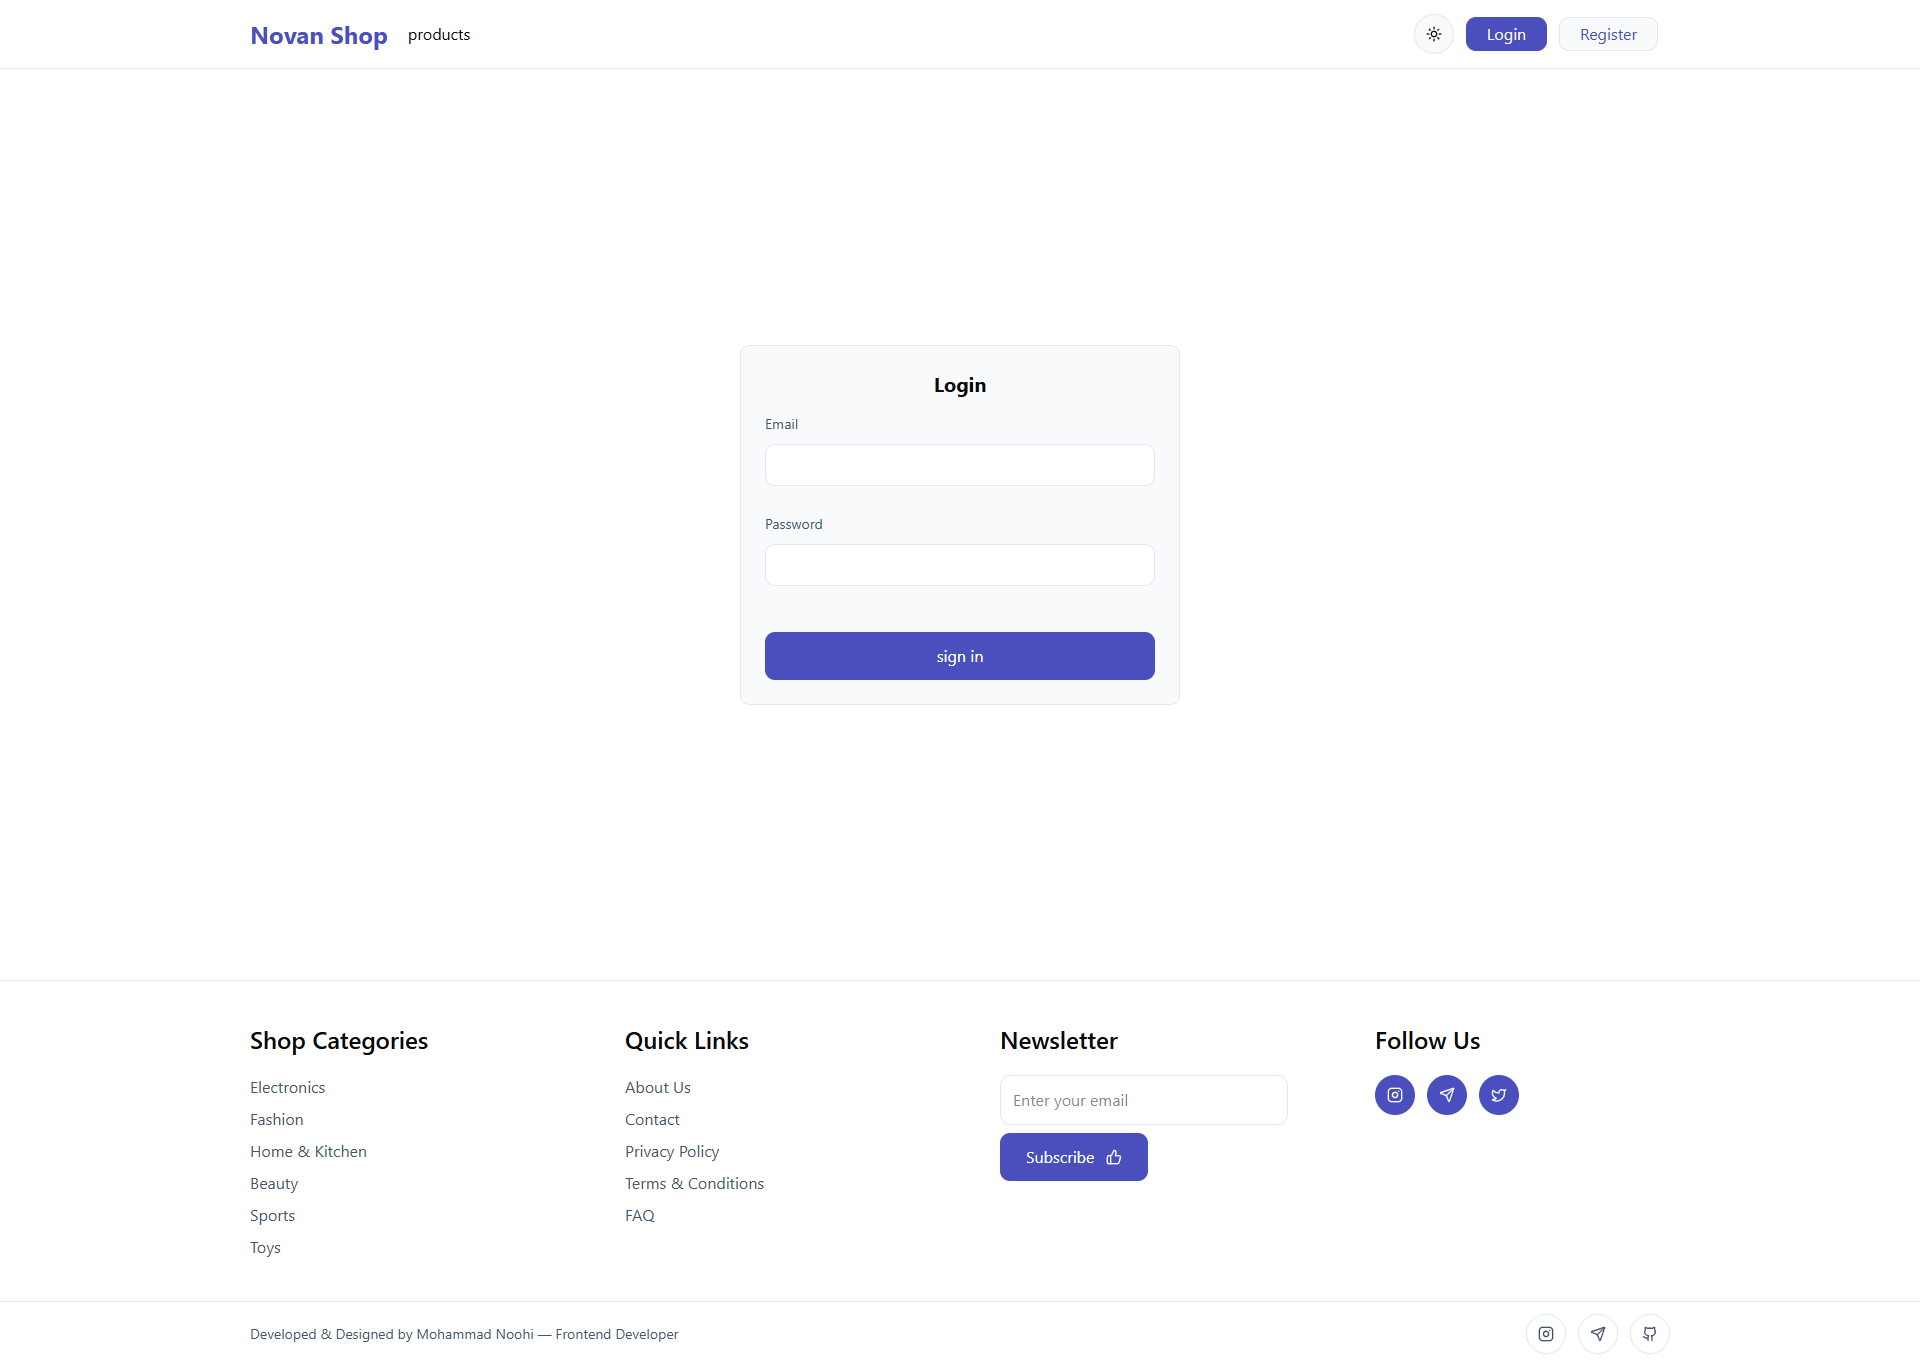 Novan Shop
products
Login
Register
Login
Email
Password
sign in
Shop Categories
Electronics
Fashion
Home & Kitchen
Beauty
Sports
Toys
Quick Links
About Us
Contact
Privacy Policy
Terms & Conditions
FAQ
Newsletter
Enter your email
Subscribe
Follow Us
Developed & Designed by Mohammad Noohi — Frontend Developer